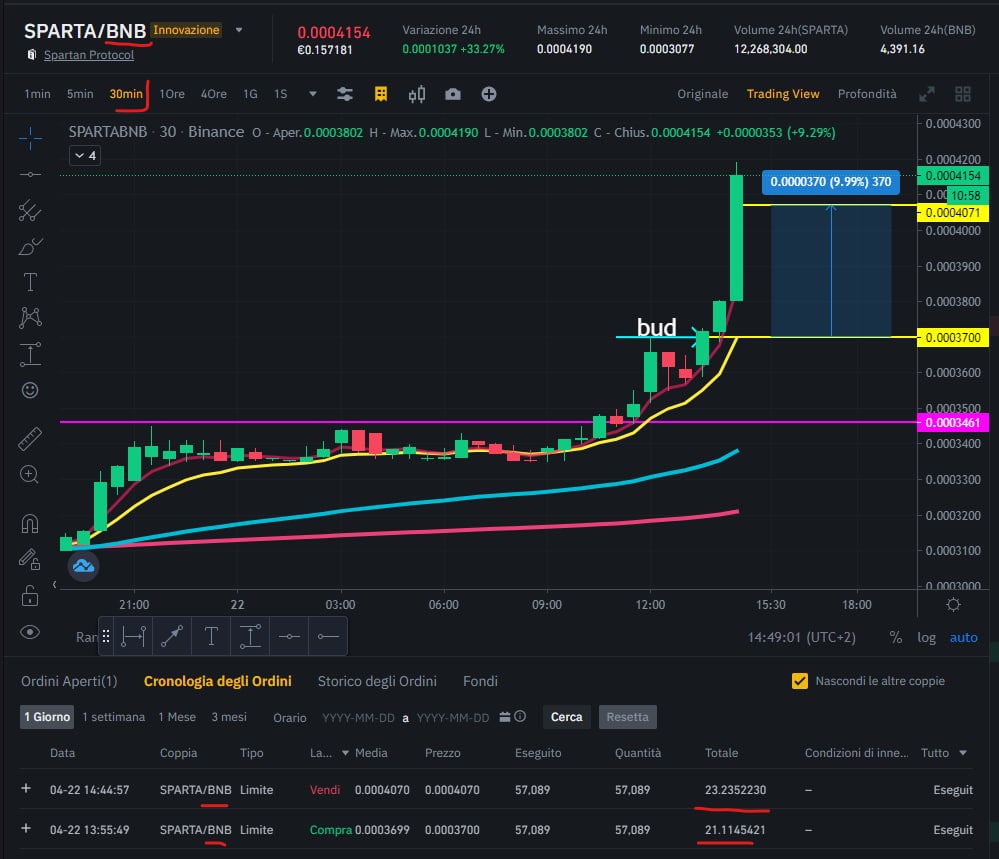 SPARTA/BNB Innovazione
Spartan Protocol
0.0004154
€0.157181
Variazione 24h
0.0001037 +33.27%
Massimo 24h
0.0004190
Minimo 24h
0.0003077
Volume 24h(SPARTA)
12,268,304.00
Volume 24h(BNB)
4,391.16
1min 5min 30min 1Ore 4Ore 1G 1S
Originale Trading View Profondità
SPARTABNB · 30 · Binance O - Aper.0.0003802 H - Max.0.0004190 L - Min.0.0003802 C - Chius.0.0004154 +0.0000353 (+9.29%)
4
0.0004300
0.0004200
0.0004154
10:58
0.0004071
0.0004000
0.0003900
0.0003800
0.0003700
0.0003600
0.0003500
0.0003461
0.0003400
0.0003300
0.0003200
0.0003100
0.0003000
0.0000370 (9.99%) 370
bud
21:00 22 03:00 06:00 09:00 12:00 15:30 18:00
Ran
14:49:01 (UTC+2) % log auto
Ordini Aperti(1) Cronologia degli Ordini Storico degli Ordini Fondi
Nascondi le altre coppie
1 Giorno 1 settimana 1 Mese 3 mesi Orario YYYY-MM-DD a YYYY-MM-DD Cerca Resetta
Data Coppia Tipo La... Media Prezzo Eseguito Quantità Totale Condizioni di inne... Tutto
+ 04-22 14:44:57 SPARTA/BNB Limite Vendi 0.0004070 0.0004070 57,089 57,089 23.2352230 – Eseguit
+ 04-22 13:55:49 SPARTA/BNB Limite Compra 0.0003699 0.0003700 57,089 57,089 21.1145421 – Eseguit